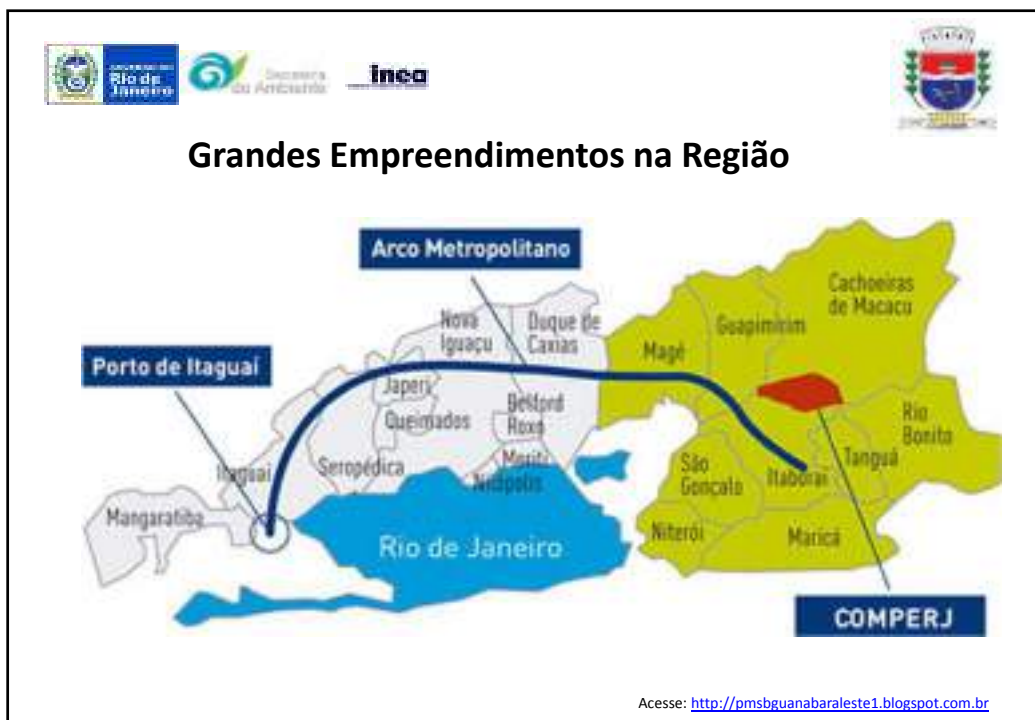 Rio de
Janeiro
do Ambiente
inea
Grandes Empreendimentos na Região
Arco Metropolitano
Porto de Itaguaí
COMPERJ
Cachoeiras
de Macacu
Guapimirim
Magé
Nova
Iguaçu
Duque de
Caxias
Japeri
Queimados
Belford
Roxo
Meriti
Nilópolis
Seropédica
Itaguaí
Mangaratiba
Rio de Janeiro
São
Gonçalo
Niterói
Itaboraí
Tanguá
Rio
Bonito
Maricá
Acesse: http://pmsbguanabaraleste1.blogspot.com.br